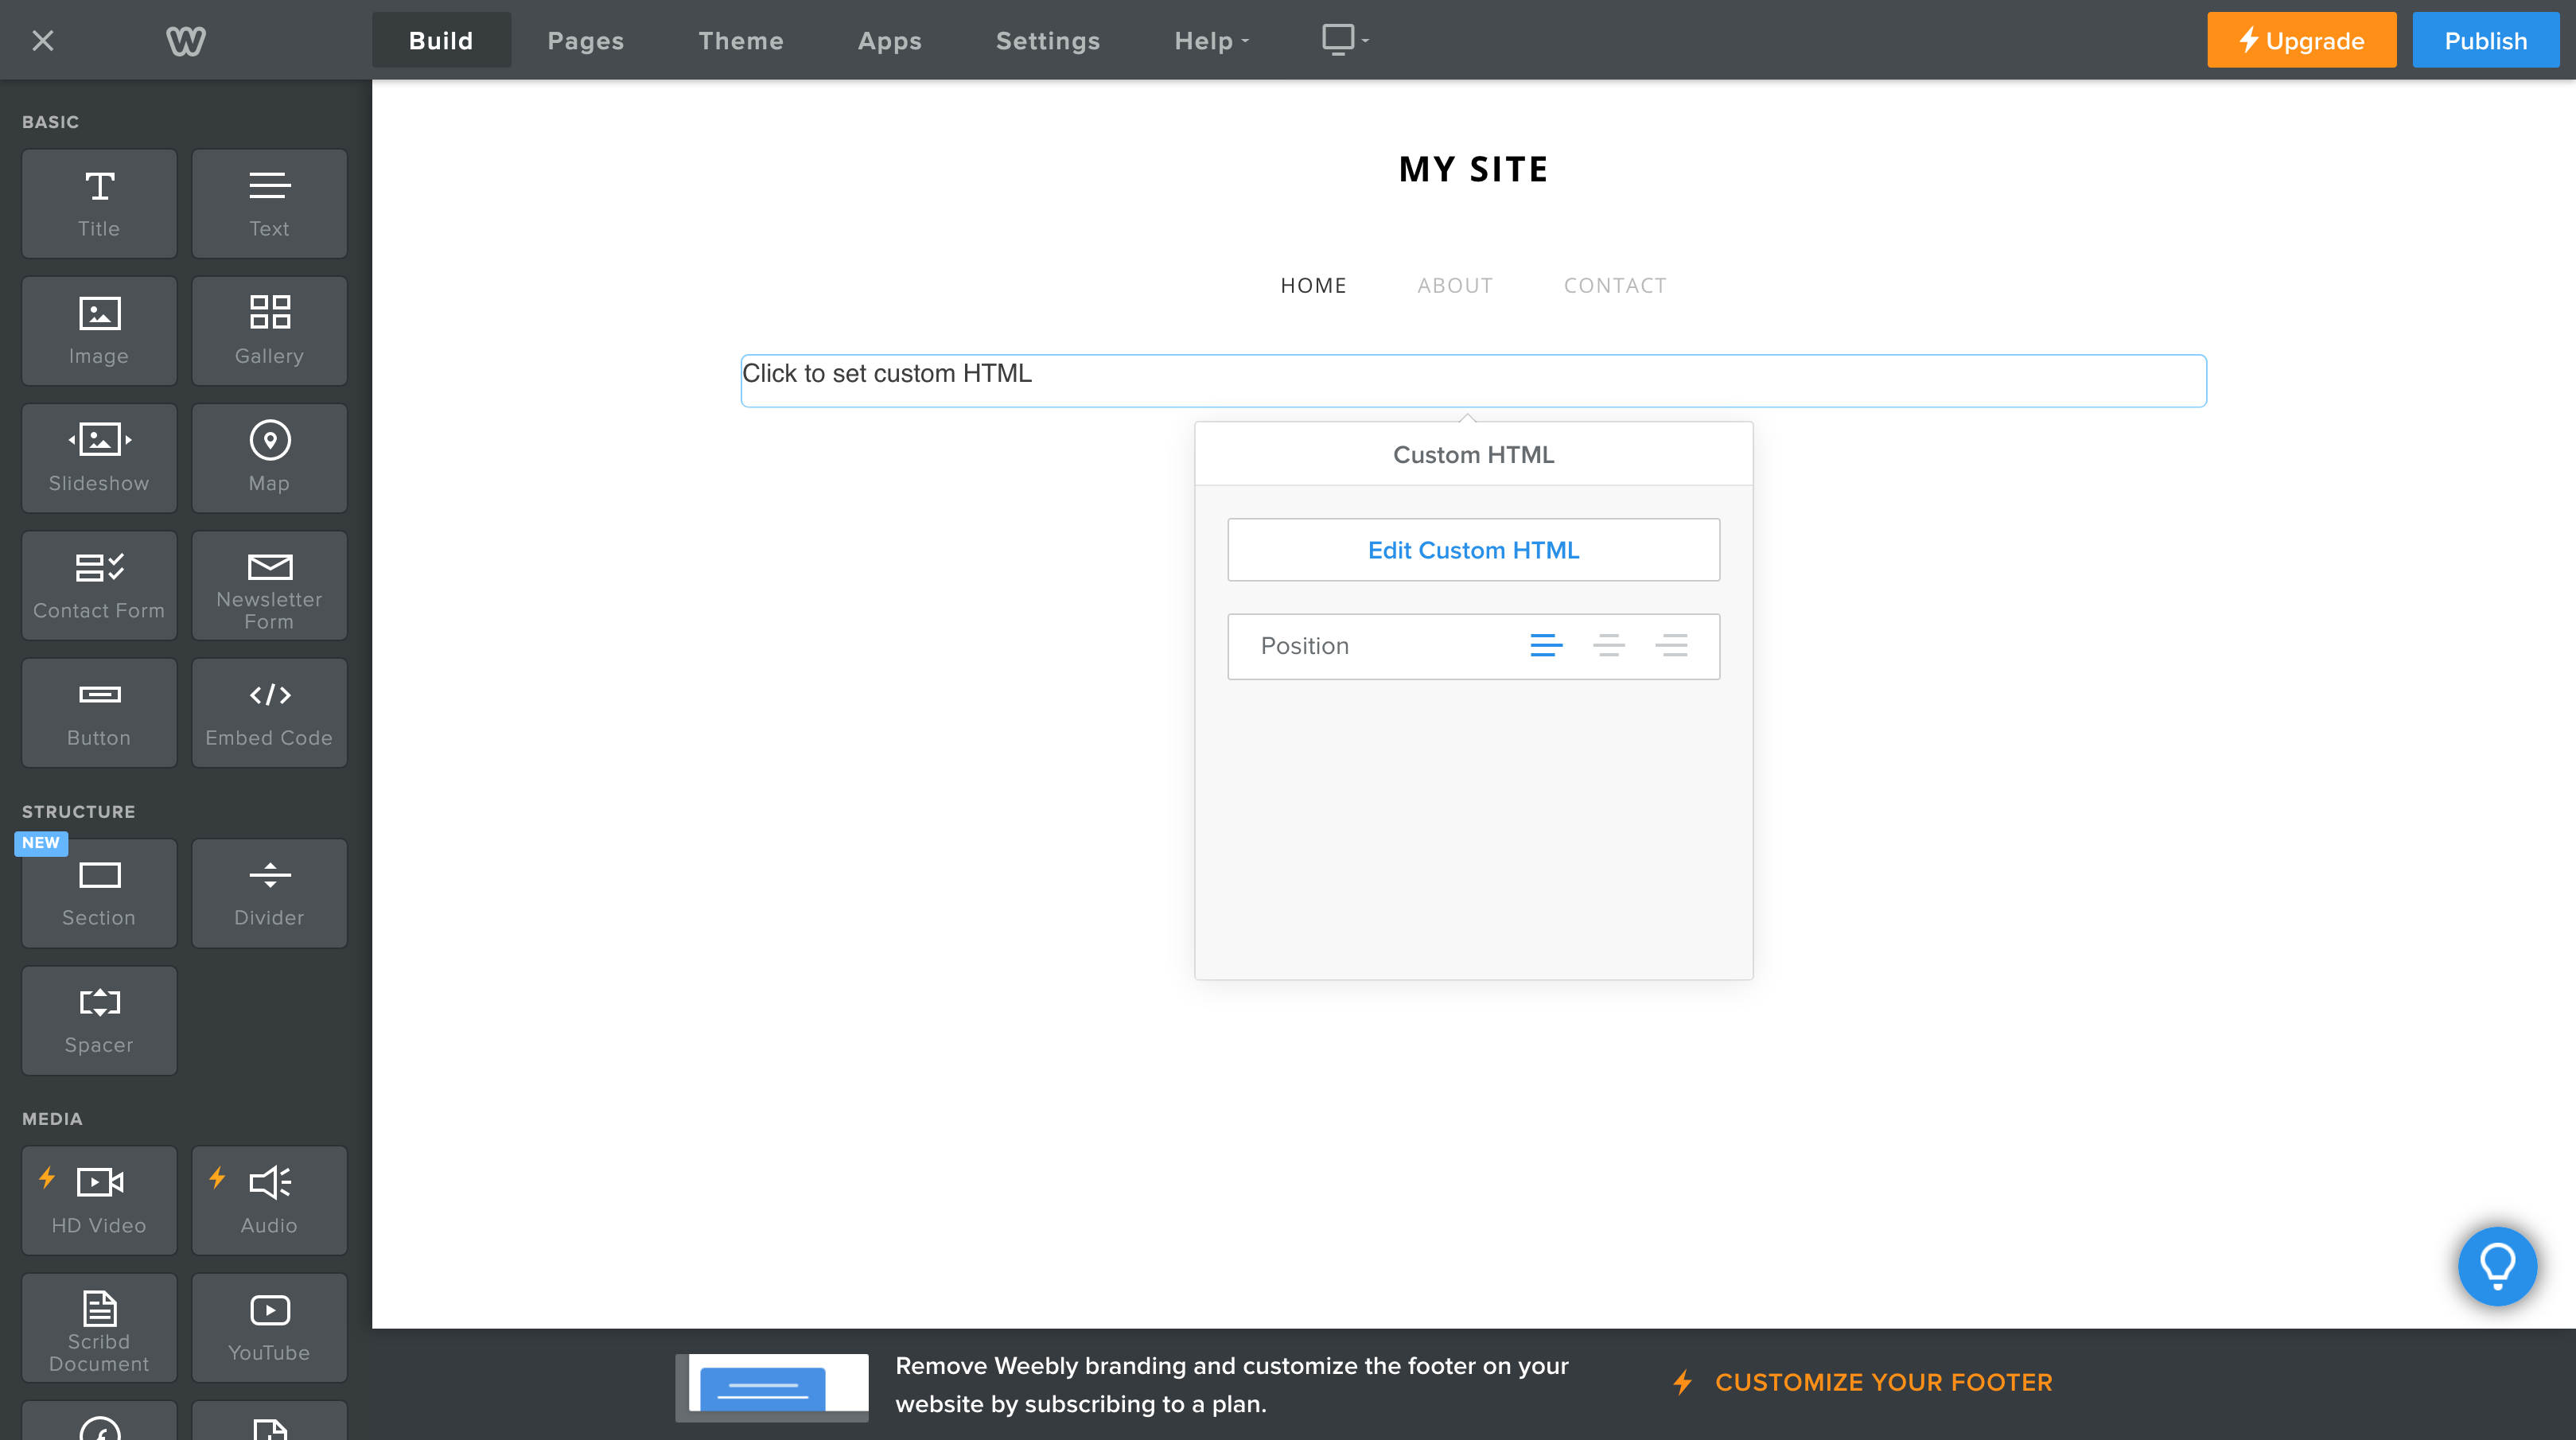 Build
Pages
Theme
Apps
Settings
Help
Upgrade
Publish
BASIC
Title
Text
Image
Gallery
Slideshow
Map
Contact Form
Newsletter
Form
Button
Embed Code
STRUCTURE
NEW
Section
Divider
Spacer
MEDIA
HD Video
Audio
Scribd
Document
YouTube
MY SITE
HOME
ABOUT
CONTACT
Click to set custom HTML
Custom HTML
Edit Custom HTML
Position
Remove Weebly branding and customize the footer on your
website by subscribing to a plan.
CUSTOMIZE YOUR FOOTER